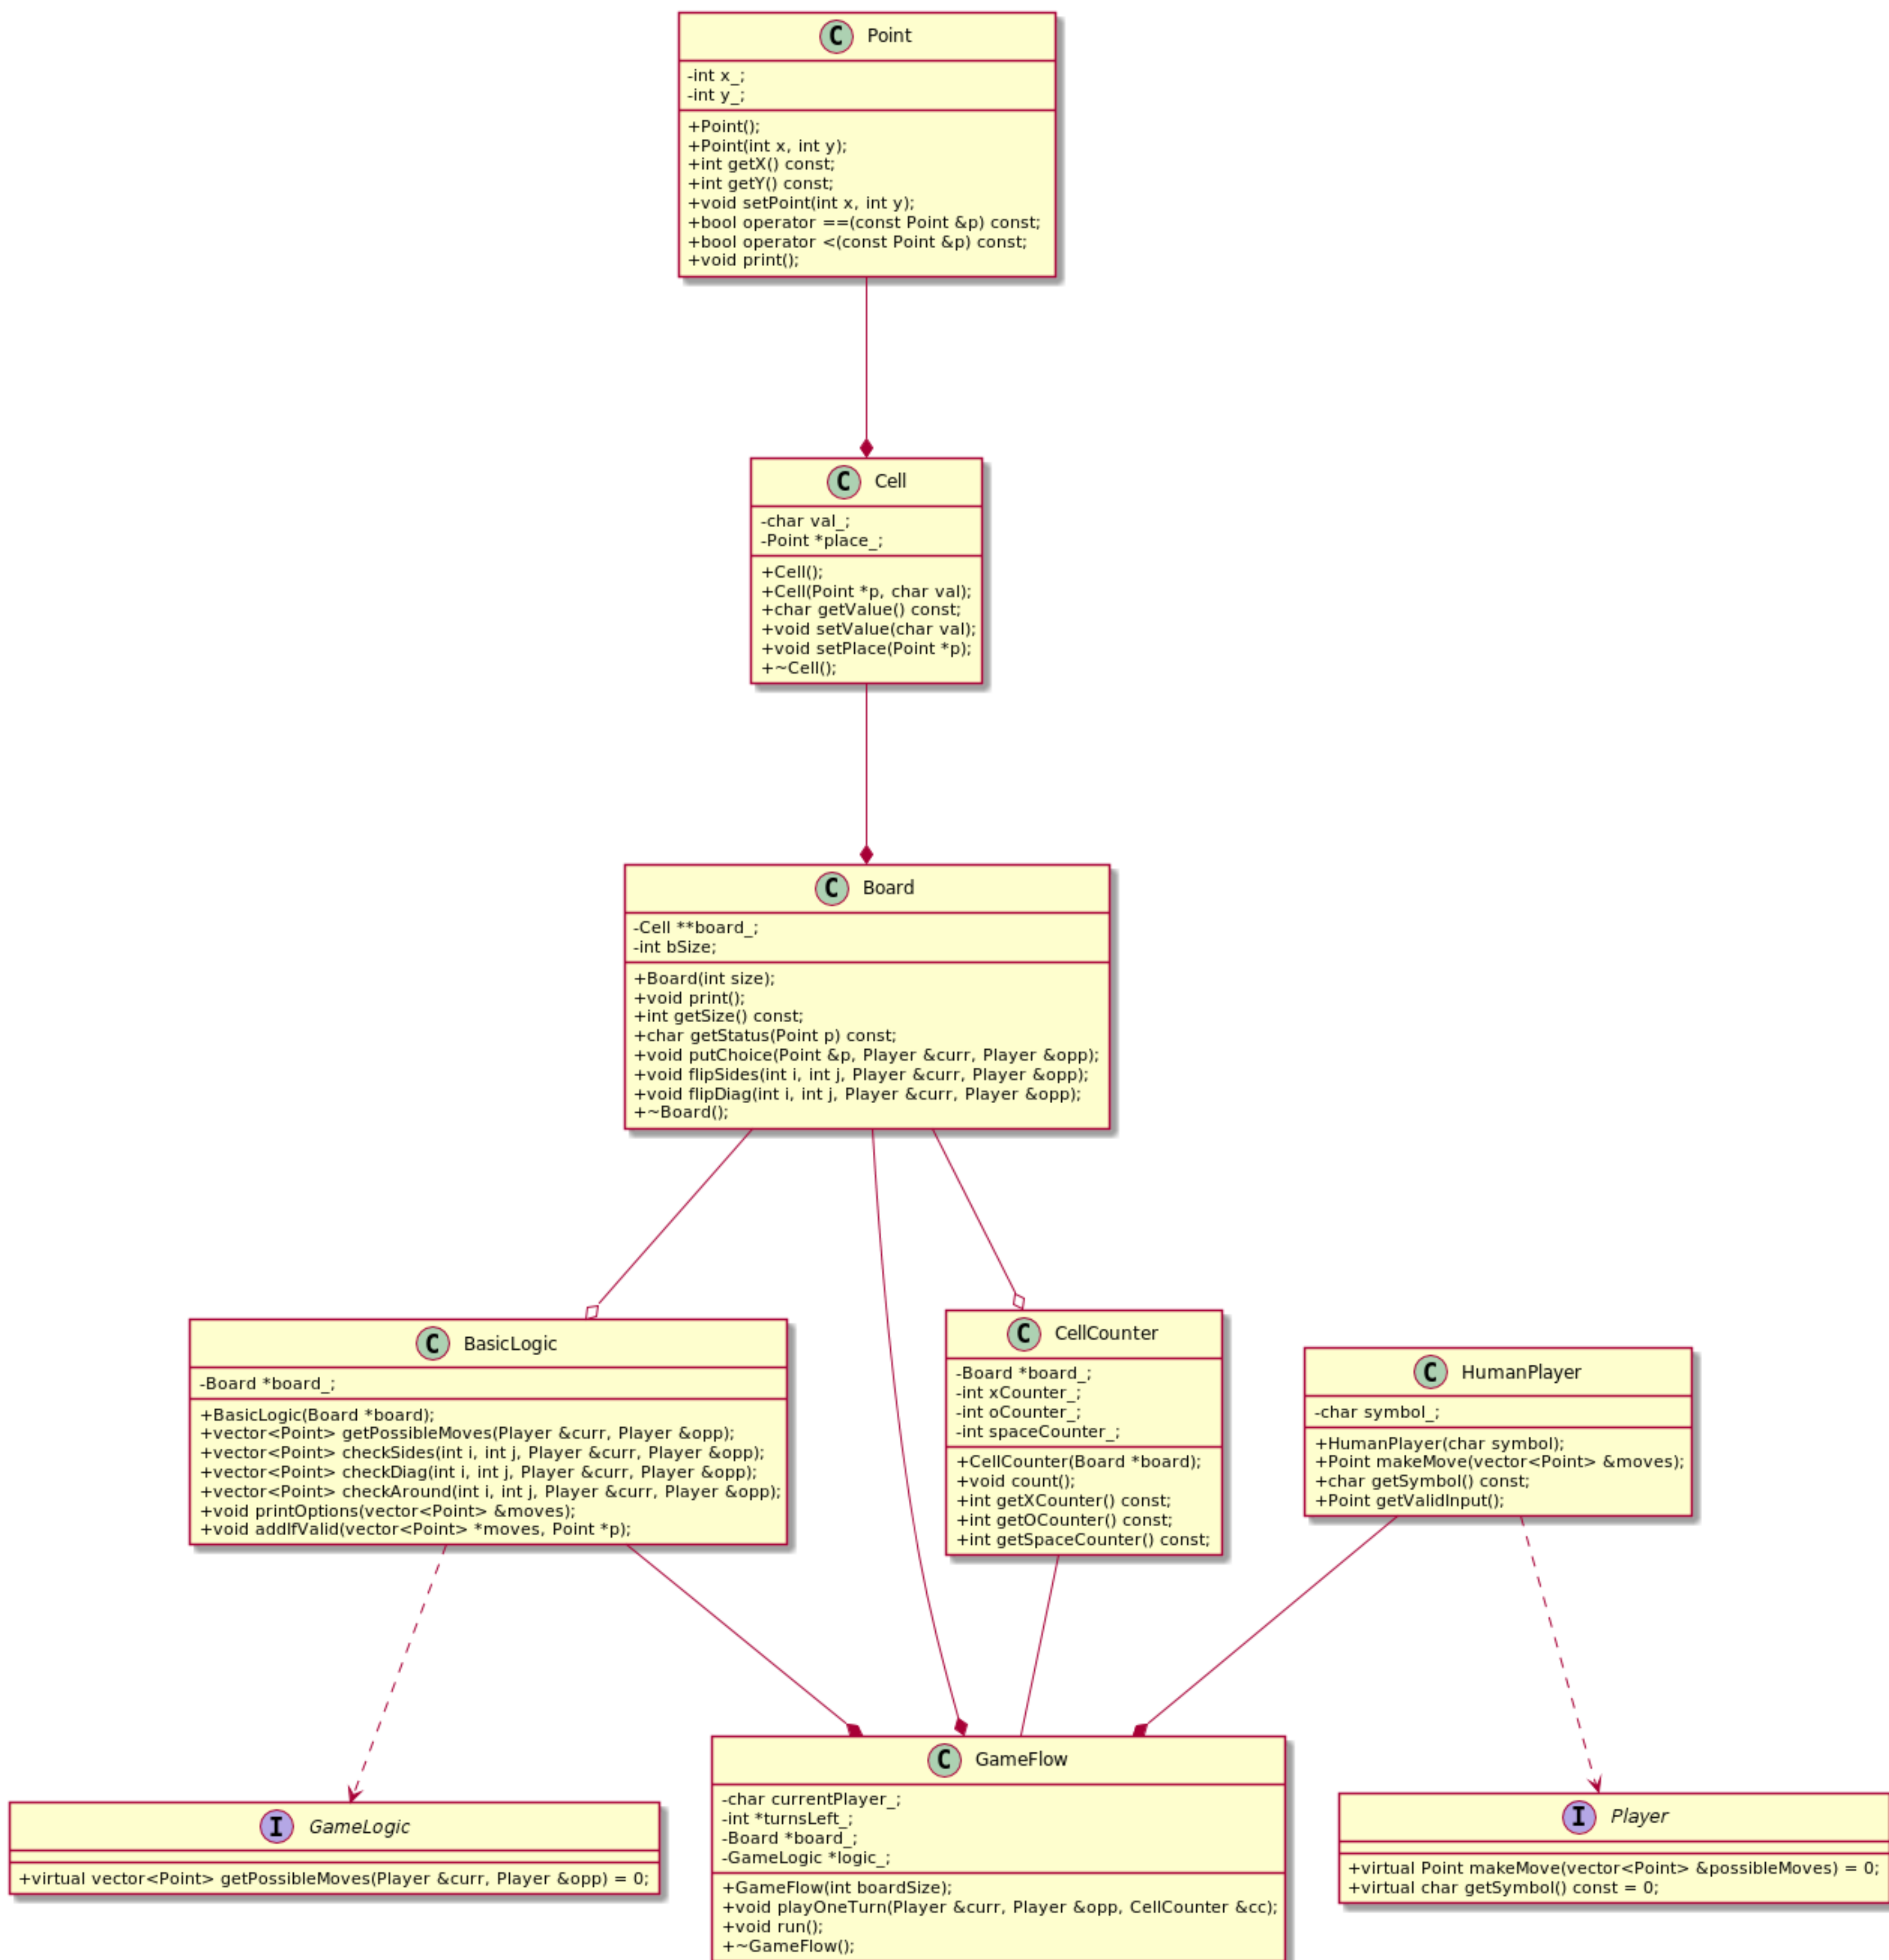 C Point
-int x_;
-int y_;
+Point();
+Point(int x, int y);
+int getX() const;
+int getY() const;
+void setPoint(int x, int y);
+bool operator ==(const Point &p) const;
+bool operator <(const Point &p) const;
+void print();
C Cell
-char val_;
-Point *place_;
+Cell();
+Cell(Point *p, char val);
+char getValue() const;
+void setValue(char val);
+void setPlace(Point *p);
+~Cell();
C Board
-Cell **board_;
-int bSize;
+Board(int size);
+void print();
+int getSize() const;
+char getStatus(Point p) const;
+void putChoice(Point &p, Player &curr, Player &opp);
+void flipSides(int i, int j, Player &curr, Player &opp);
+void flipDiag(int i, int j, Player &curr, Player &opp);
+~Board();
C BasicLogic
-Board *board_;
+BasicLogic(Board *board);
+vector<Point> getPossibleMoves(Player &curr, Player &opp);
+vector<Point> checkSides(int i, int j, Player &curr, Player &opp);
+vector<Point> checkDiag(int i, int j, Player &curr, Player &opp);
+vector<Point> checkAround(int i, int j, Player &curr, Player &opp);
+void printOptions(vector<Point> &moves);
+void addIfValid(vector<Point> *moves, Point *p);
C CellCounter
-Board *board_;
-int xCounter_;
-int oCounter_;
-int spaceCounter_;
+CellCounter(Board *board);
+void count();
+int getXCounter() const;
+int getOCounter() const;
+int getSpaceCounter() const;
C HumanPlayer
-char symbol_;
+HumanPlayer(char symbol);
+Point makeMove(vector<Point> &moves);
+char getSymbol() const;
+Point getValidInput();
I GameLogic
+virtual vector<Point> getPossibleMoves(Player &curr, Player &opp) = 0;
C GameFlow
-char currentPlayer_;
-int *turnsLeft_;
-Board *board_;
-GameLogic *logic_;
+GameFlow(int boardSize);
+void playOneTurn(Player &curr, Player &opp, CellCounter &cc);
+void run();
+~GameFlow();
I Player
+virtual Point makeMove(vector<Point> &possibleMoves) = 0;
+virtual char getSymbol() const = 0;